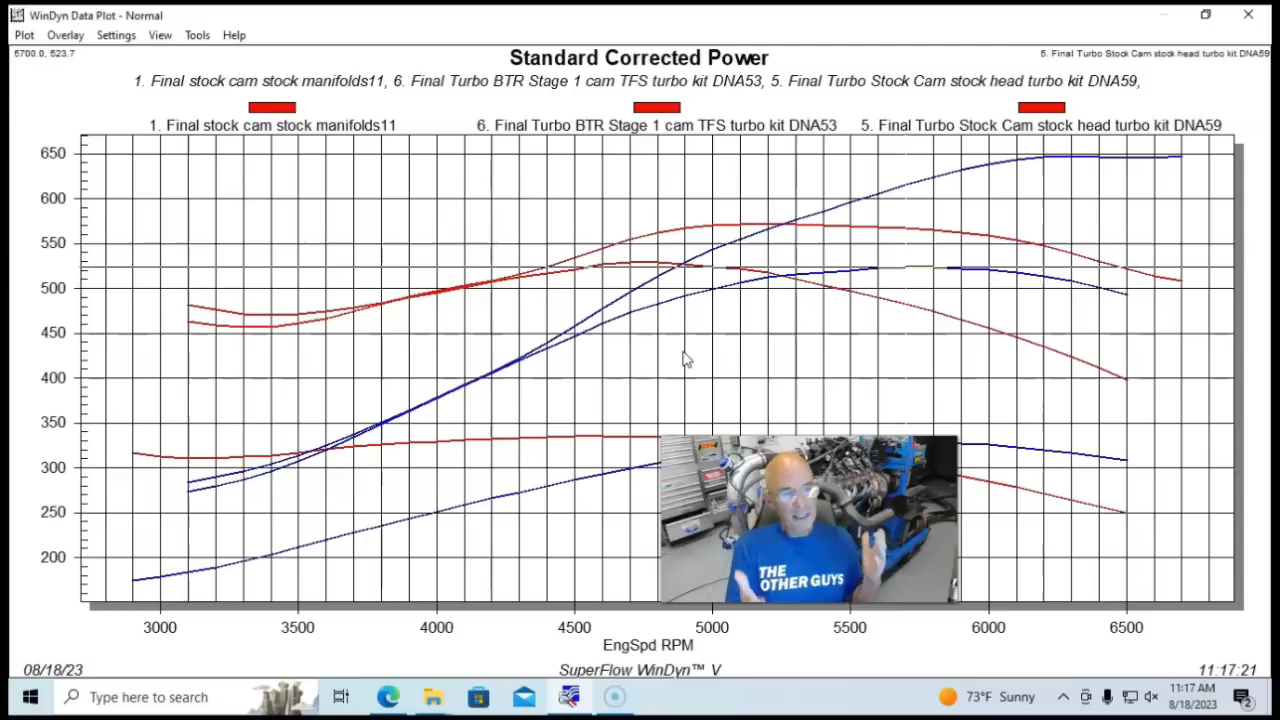 WinDyn Data Plot - Normal
Plot Overlay Settings View Tools Help
5700.0, 523.7
5. Final Turbo Stock Cam stock head turbo kit DNA59
Standard Corrected Power
1. Final stock cam stock manifolds11, 6. Final Turbo BTR Stage 1 cam TFS turbo kit DNA53, 5. Final Turbo Stock Cam stock head turbo kit DNA59,
1. Final stock cam stock manifolds11
6. Final Turbo BTR Stage 1 cam TFS turbo kit DNA53
5. Final Turbo Stock Cam stock head turbo kit DNA59
650
600
550
500
450
400
350
300
250
200
THE
OTHER GUYS
3000 3500 4000 4500 5000 5500 6000 6500
EngSpd RPM
08/18/23
SuperFlow WinDyn™ V
11:17:21
Type here to search
73°F Sunny
11:17 AM
8/18/2023
2